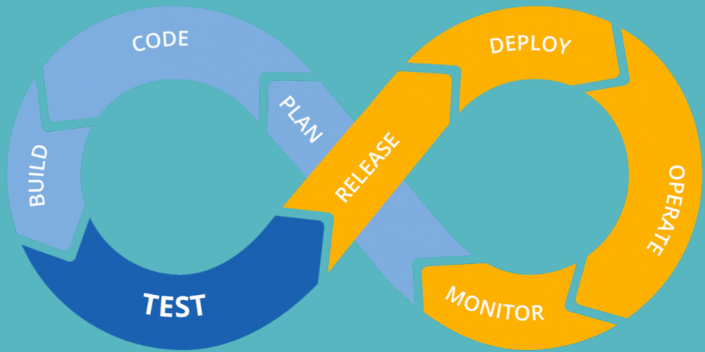 CODE
DEPLOY
PLAN
BUILD
RELEASE
OPERATE
TEST
MONITOR